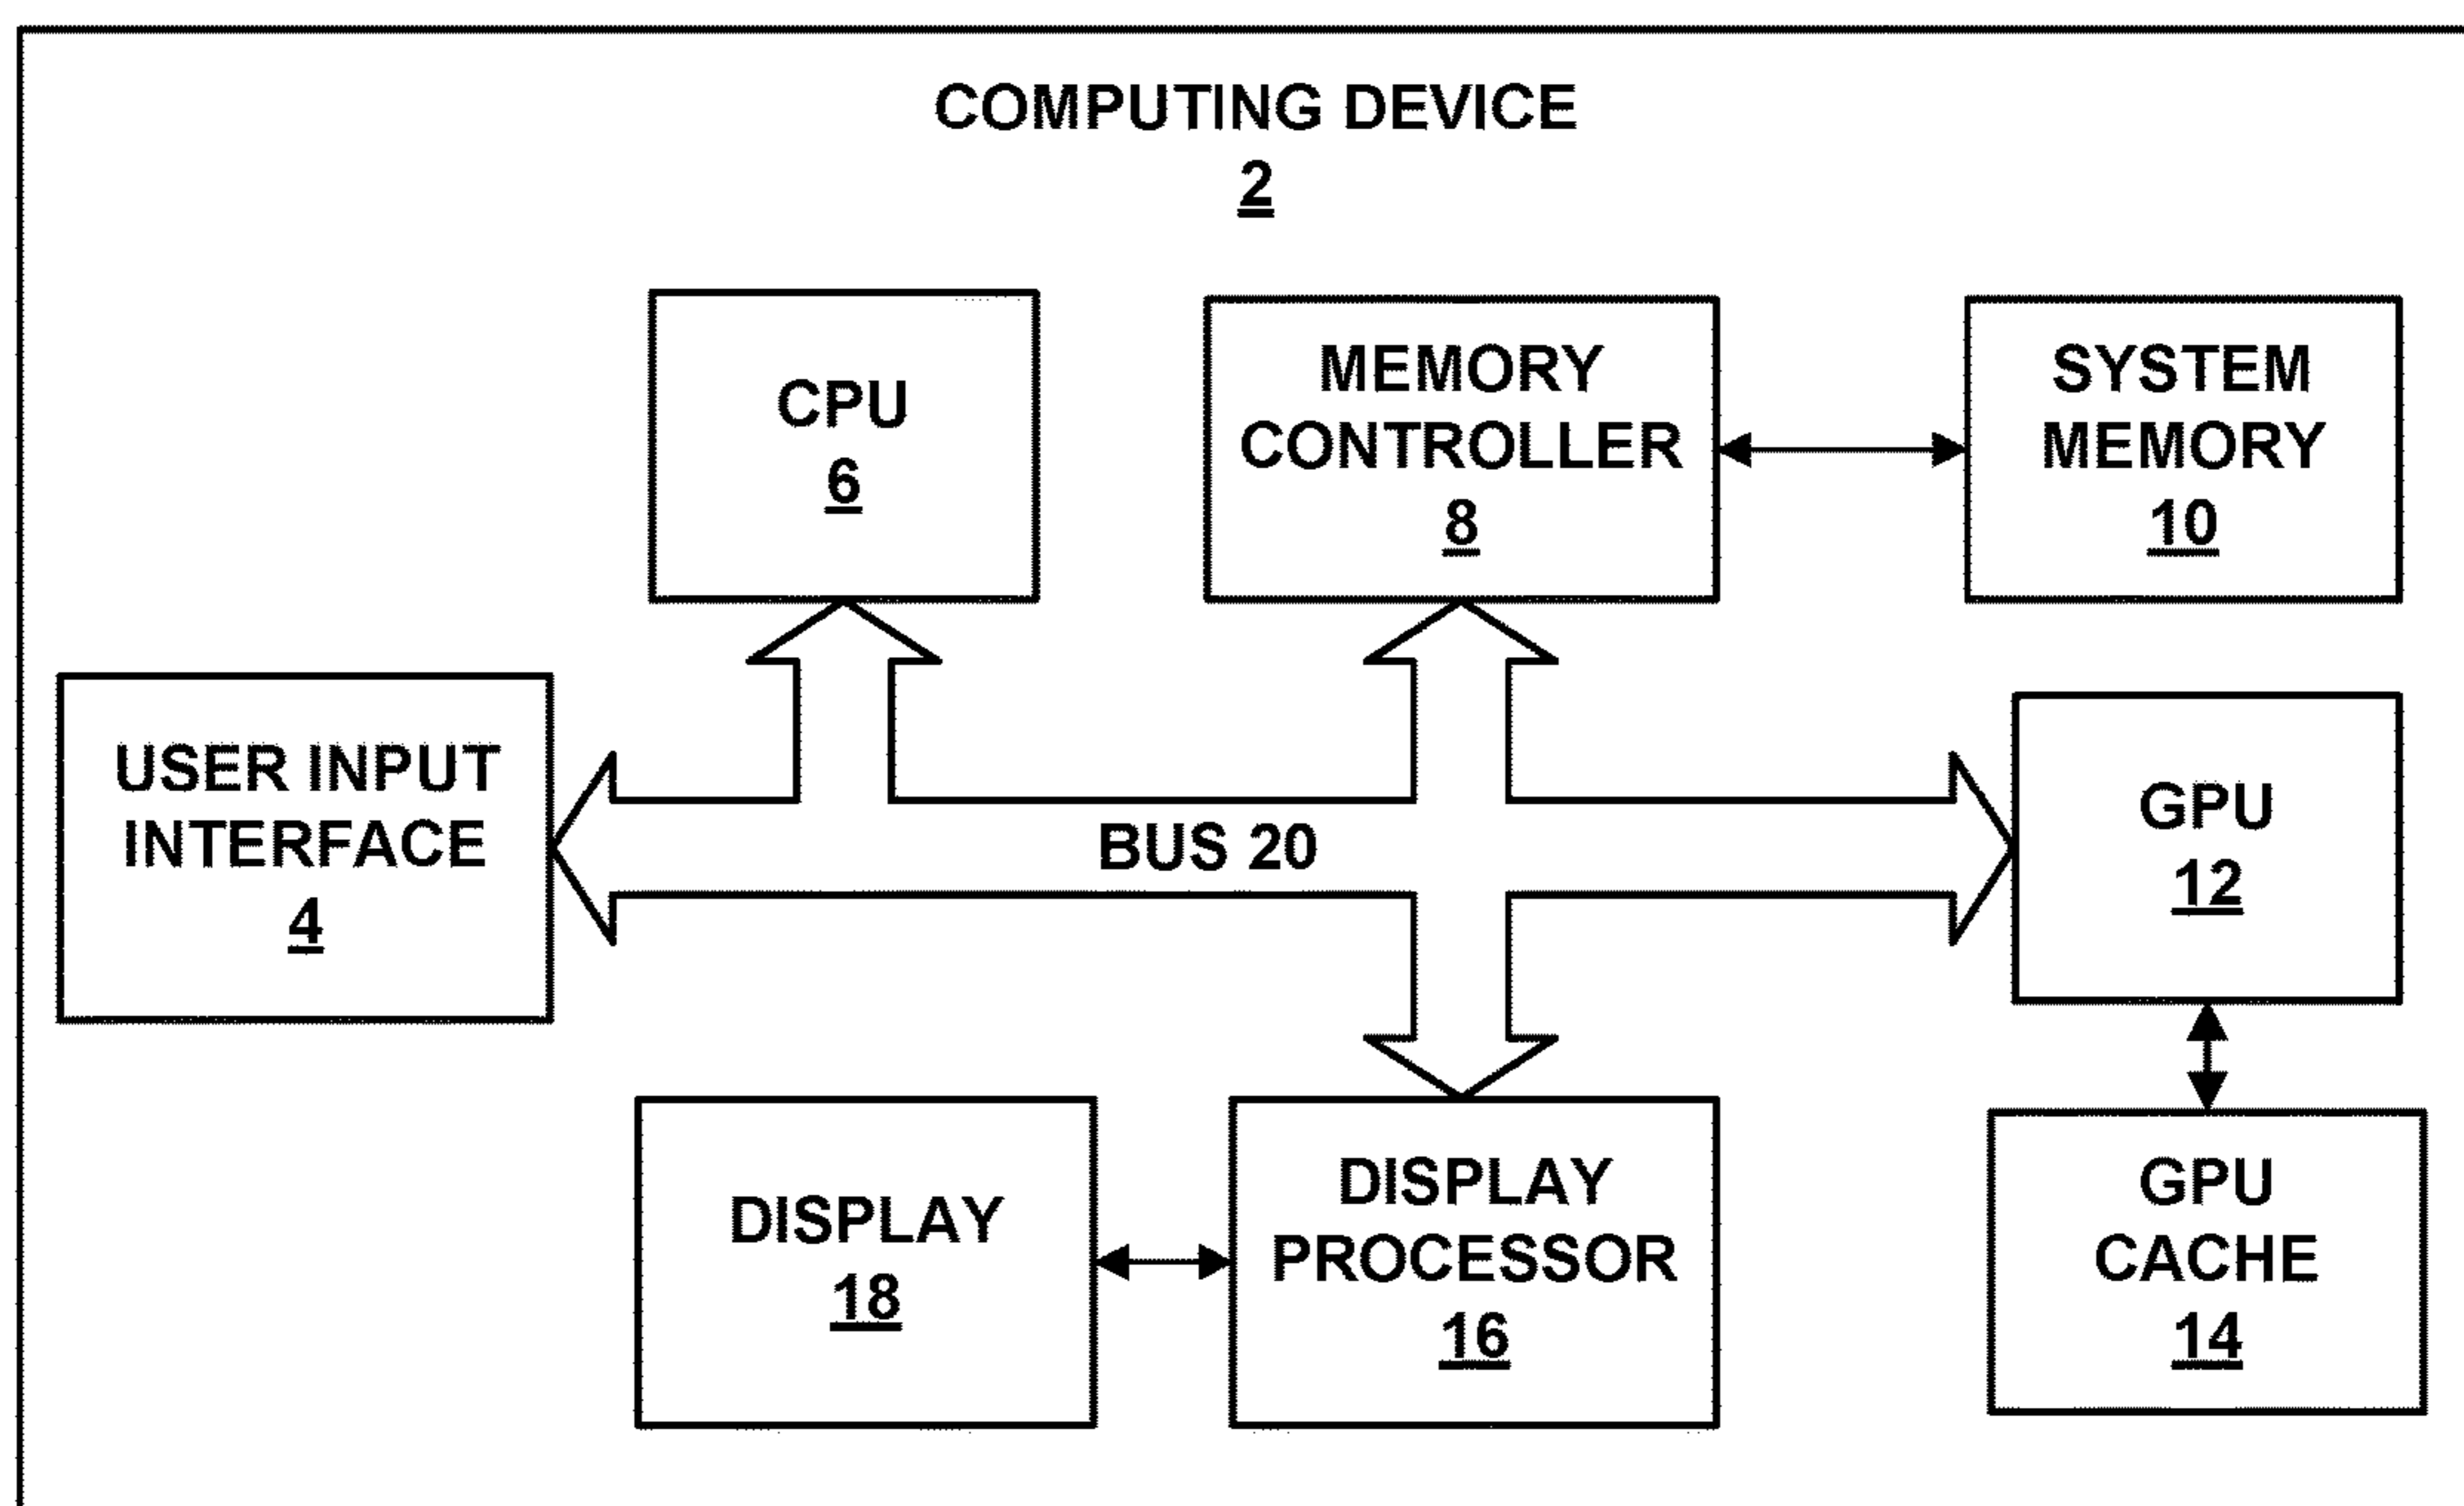 COMPUTING DEVICE
2
CPU
6
MEMORY
CONTROLLER
8
SYSTEM
MEMORY
10
USER INPUT
INTERFACE
4
BUS 20
GPU
12
DISPLAY
18
DISPLAY
PROCESSOR
16
GPU
CACHE
14